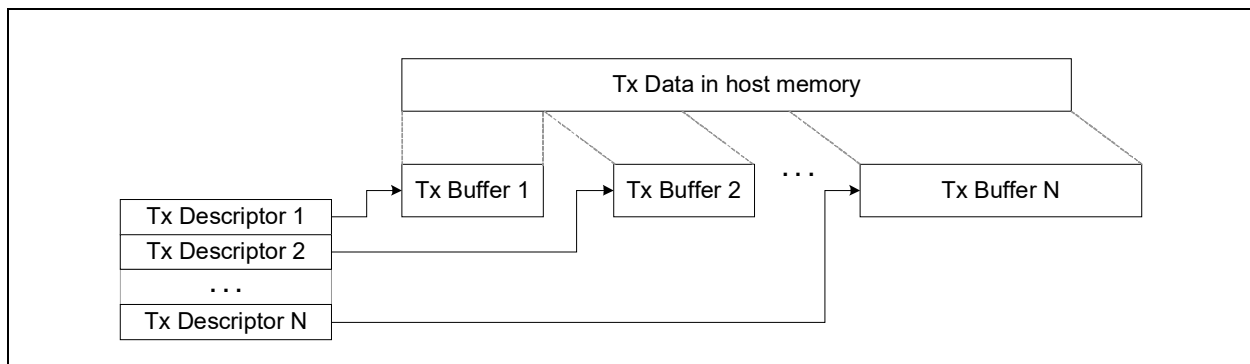 Tx Data in host memory
Tx Buffer 1
Tx Buffer 2
. . .
Tx Buffer N
Tx Descriptor 1
Tx Descriptor 2
. . .
Tx Descriptor N